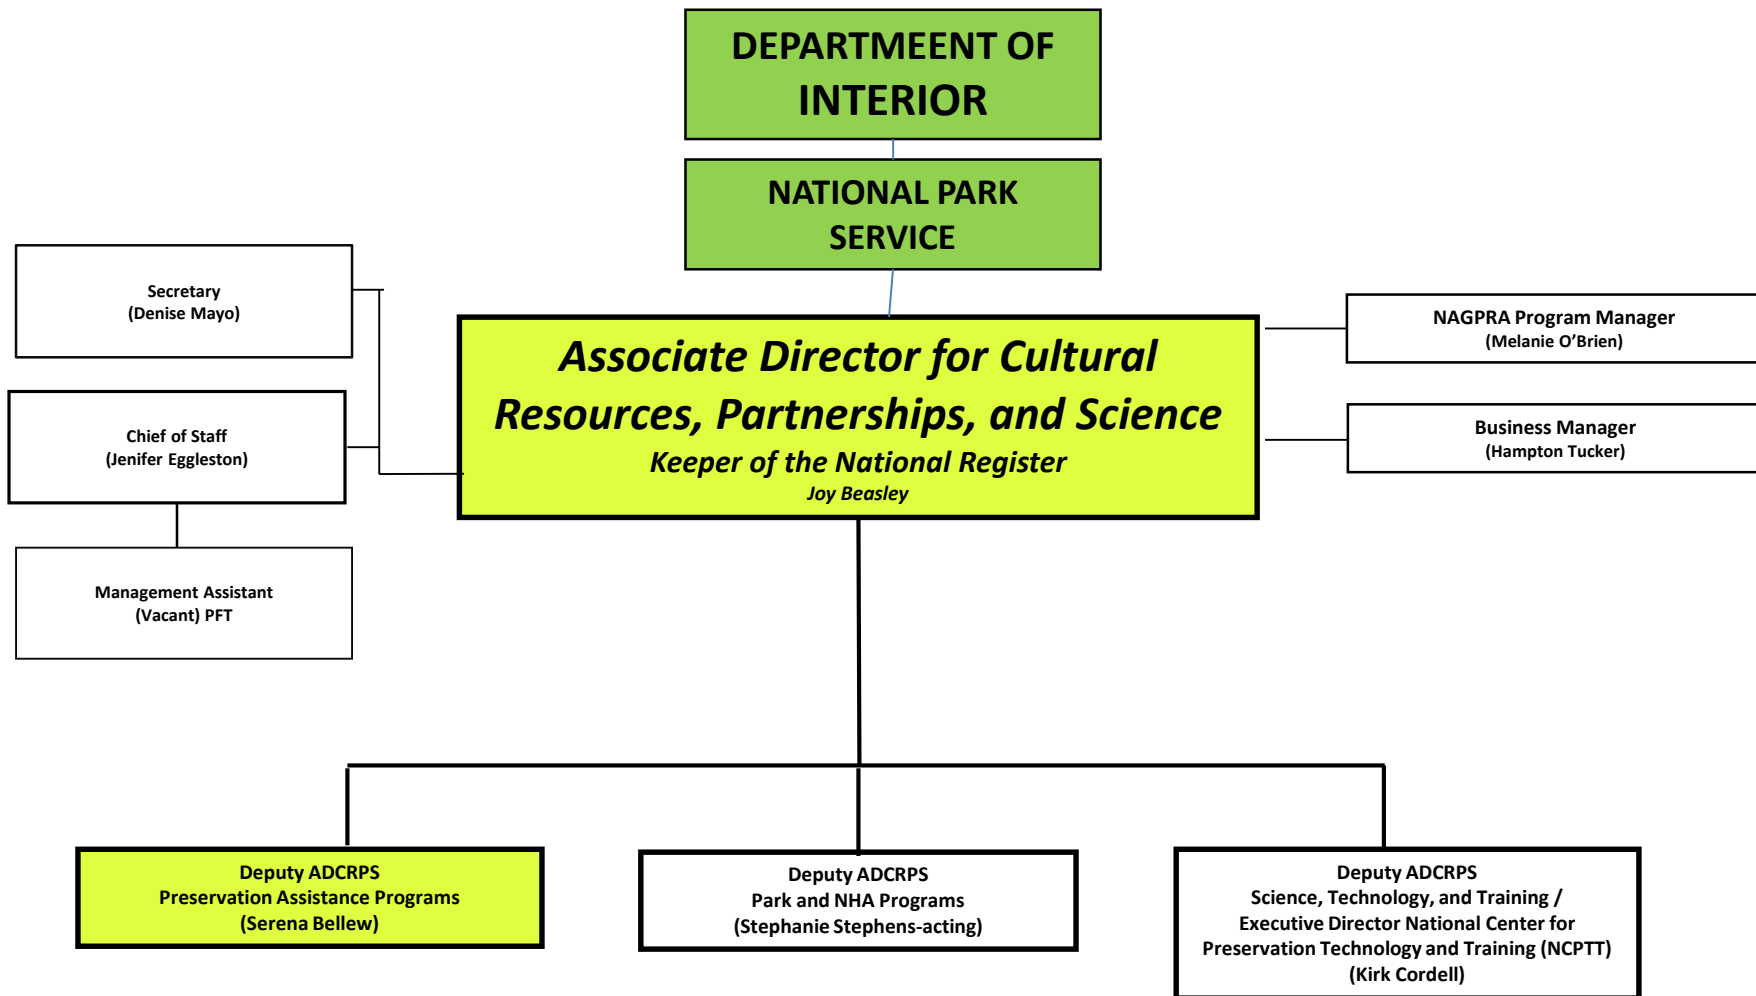 DEPARTMEENT OF
INTERIOR
NATIONAL PARK
SERVICE
Secretary
(Denise Mayo)
Chief of Staff
(Jenifer Eggleston)
Management Assistant
(Vacant) PFT
Associate Director for Cultural
Resources, Partnerships, and Science
Keeper of the National Register
Joy Beasley
NAGPRA Program Manager
(Melanie O’Brien)
Business Manager
(Hampton Tucker)
Deputy ADCRPS
Preservation Assistance Programs
(Serena Bellew)
Deputy ADCRPS
Park and NHA Programs
(Stephanie Stephens-acting)
Deputy ADCRPS
Science, Technology, and Training /
Executive Director National Center for
Preservation Technology and Training (NCPTT)
(Kirk Cordell)